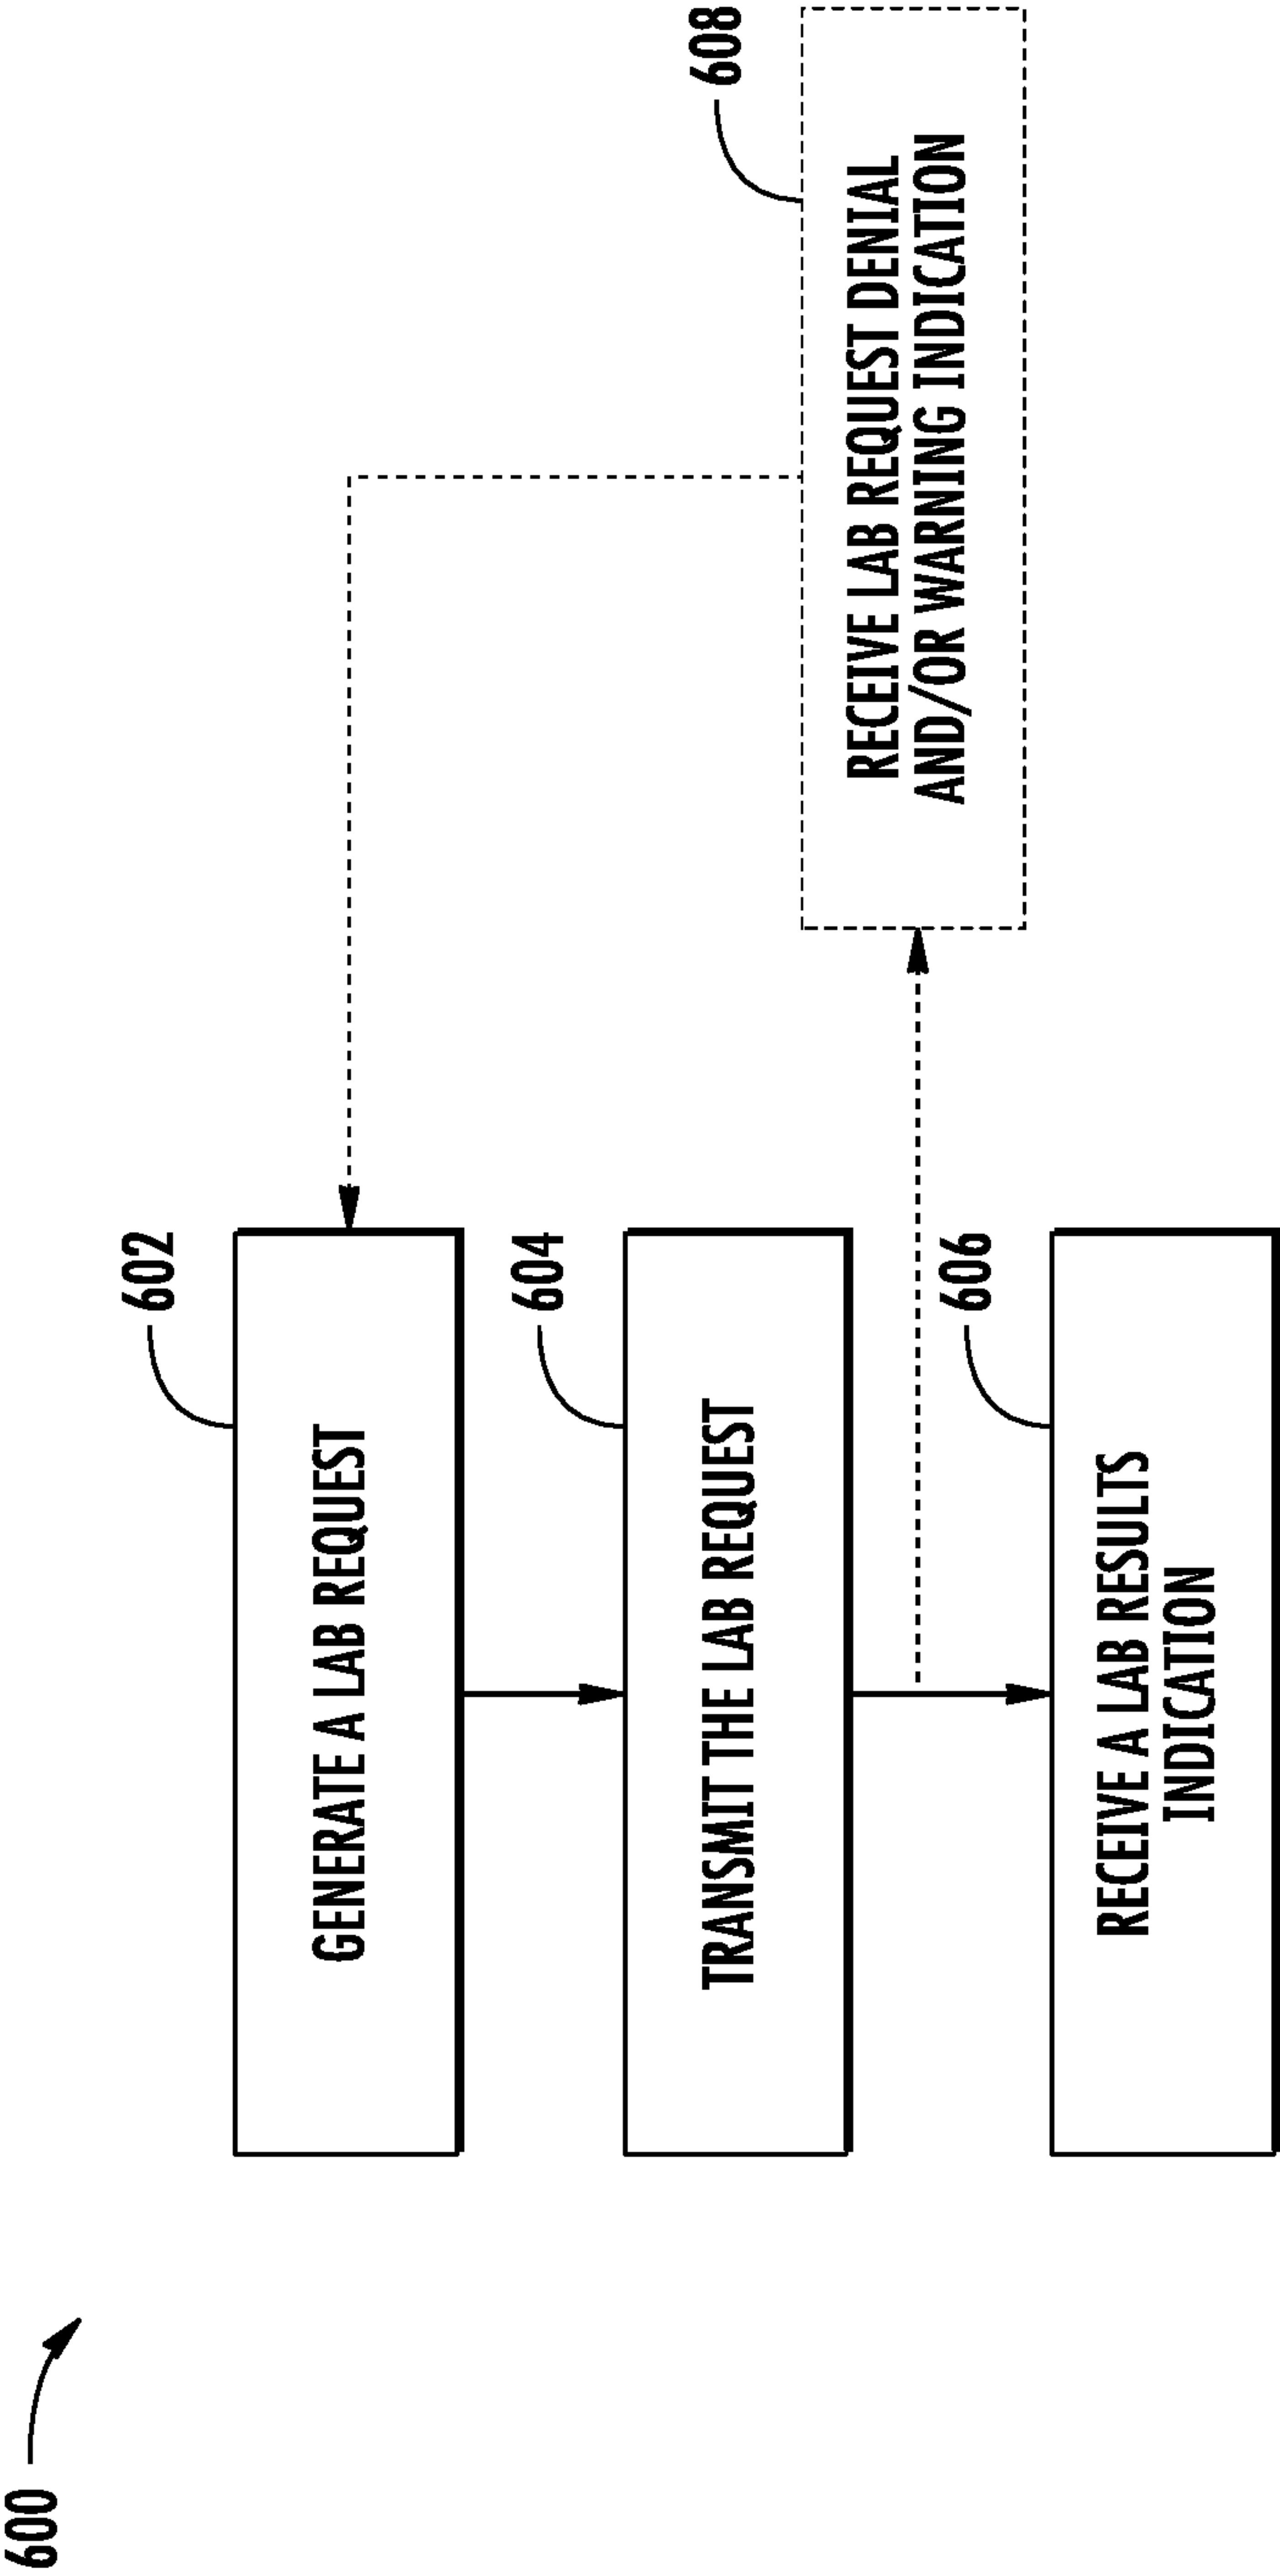 600
602
GENERATE A LAB REQUEST
604
TRANSMIT THE LAB REQUEST
606
RECEIVE A LAB RESULTS
INDICATION
608
RECEIVE LAB REQUEST DENIAL
AND/OR WARNING INDICATION